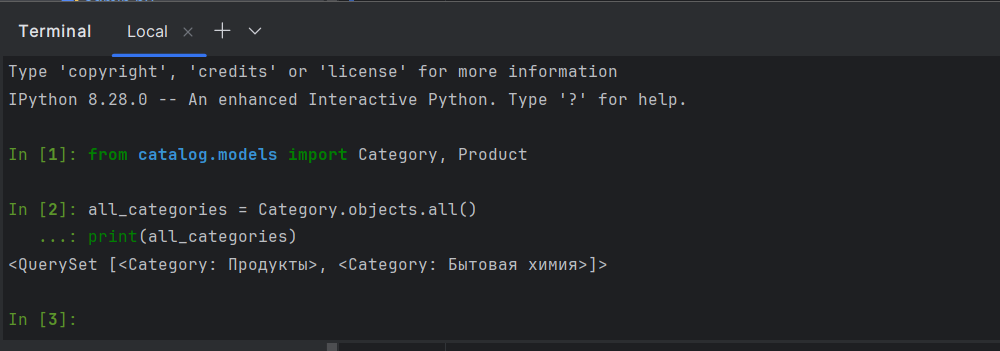 Terminal Local
Type 'copyright', 'credits' or 'license' for more information
IPython 8.28.0 -- An enhanced Interactive Python. Type '?' for help.
In [1]: from catalog.models import Category, Product
In [2]: all_categories = Category.objects.all()
   ...: print(all_categories)
<QuerySet [<Category: Продукты>, <Category: Бытовая химия>]>
In [3]: